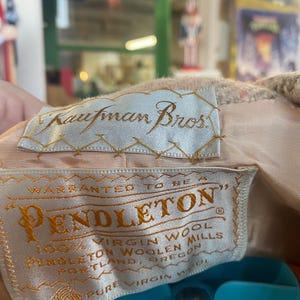 Kaufman Bros.
WARRANTED TO BE A
"PENDLETON"®
100% VIRGIN WOOL
PENDLETON WOOLEN MILLS
PORTLAND, OREGON
PURE VIRGIN WOOL